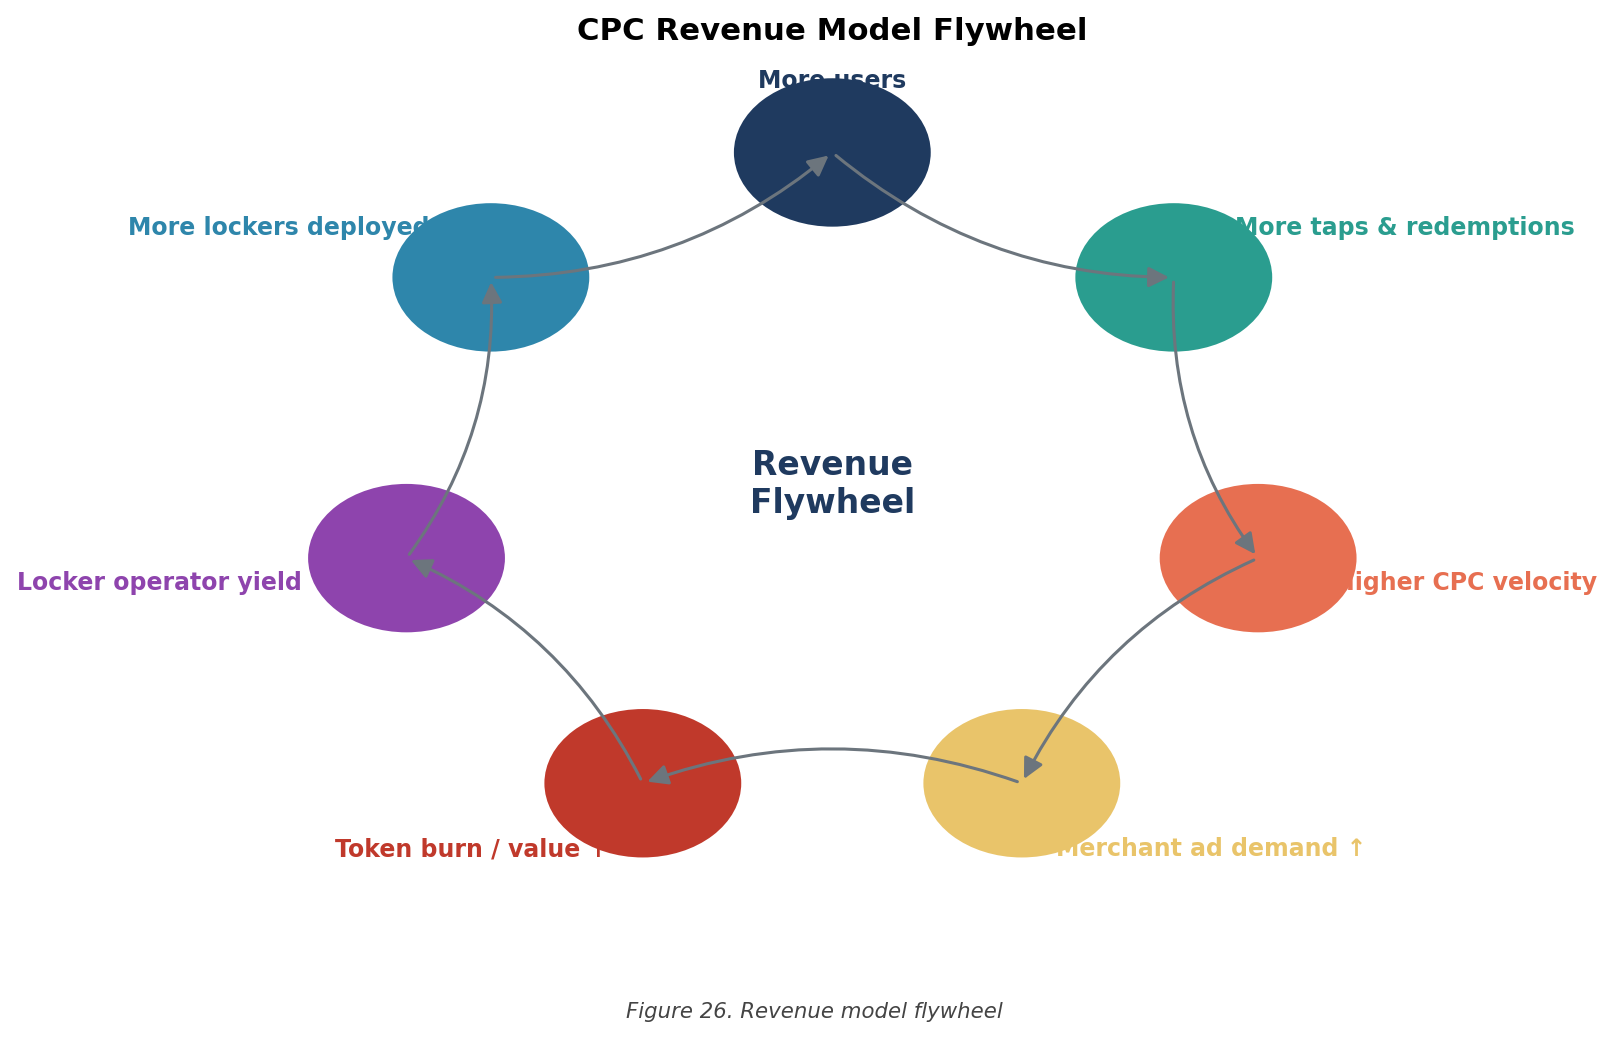 CPC Revenue Model Flywheel
More users
More lockers deployed
More taps & redemptions
Revenue
Flywheel
Locker operator yield
Higher CPC velocity
Token burn / value ↑
Merchant ad demand ↑
Figure 26. Revenue model flywheel